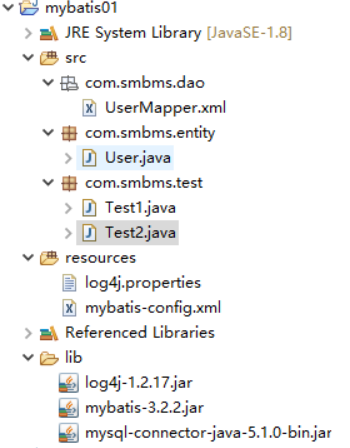 mybatis01
JRE System Library [JavaSE-1.8]
src
com.smbms.dao
UserMapper.xml
com.smbms.entity
User.java
com.smbms.test
Test1.java
Test2.java
resources
log4j.properties
mybatis-config.xml
Referenced Libraries
lib
log4j-1.2.17.jar
mybatis-3.2.2.jar
mysql-connector-java-5.1.0-bin.jar